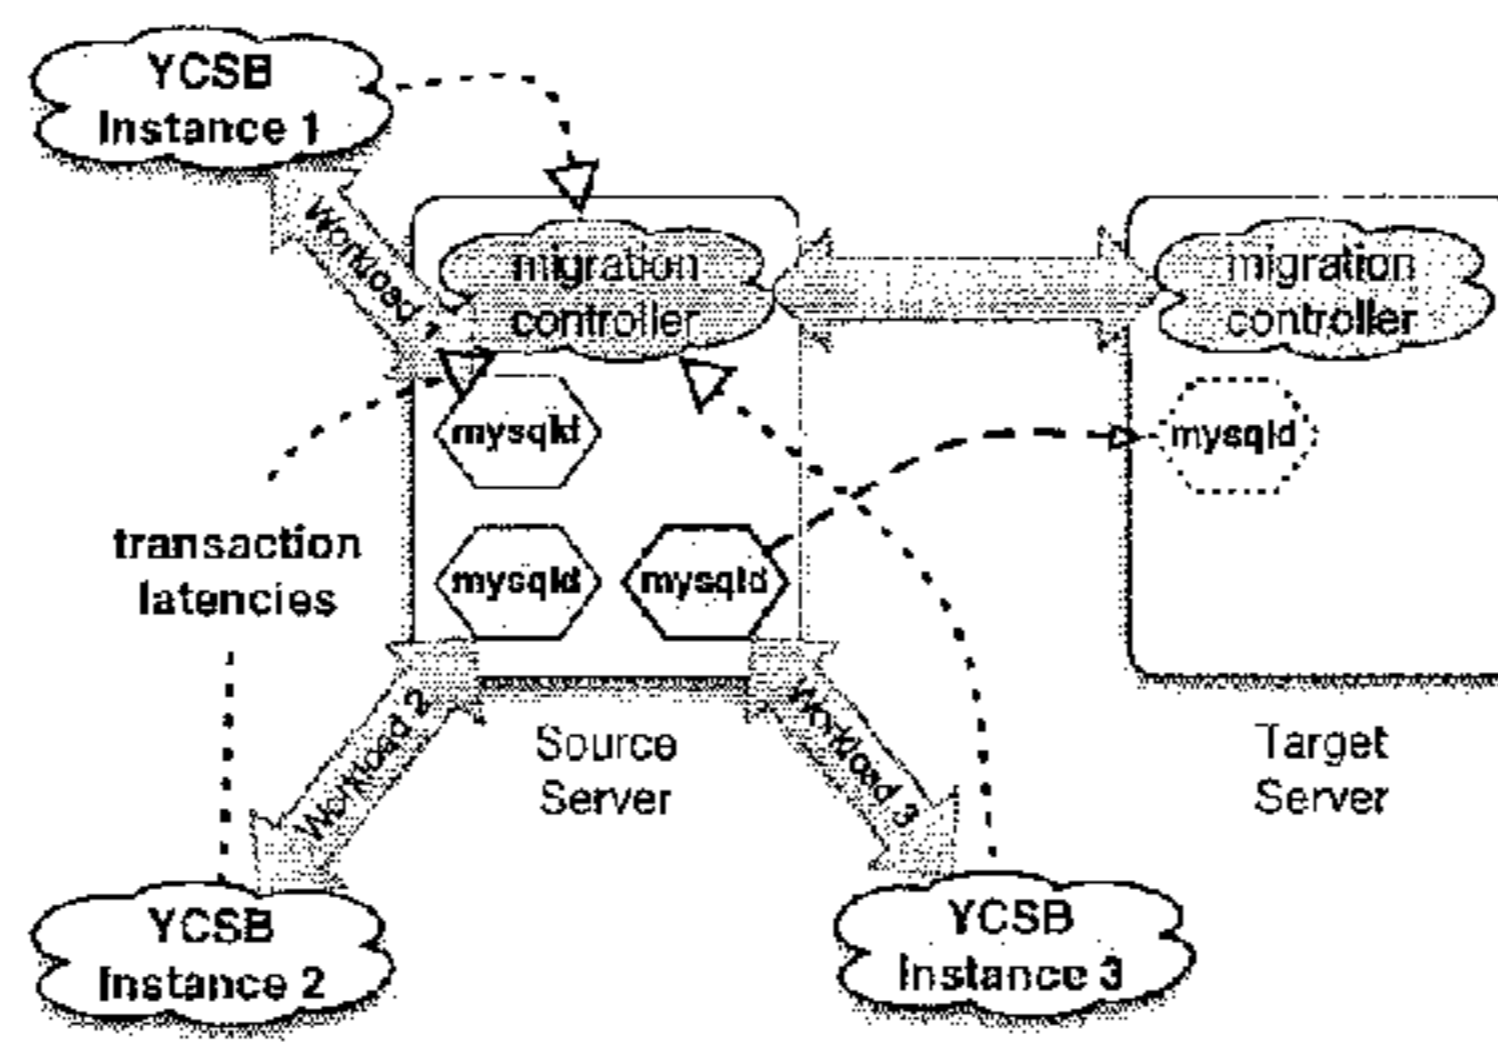 YCSB
Instance 1
Workload 1
migration
controller
migration
controller
mysqld
mysqld
transaction
latencies
mysqld
mysqld
Workload 2
Workload 3
Source
Server
Target
Server
YCSB
Instance 2
YCSB
Instance 3